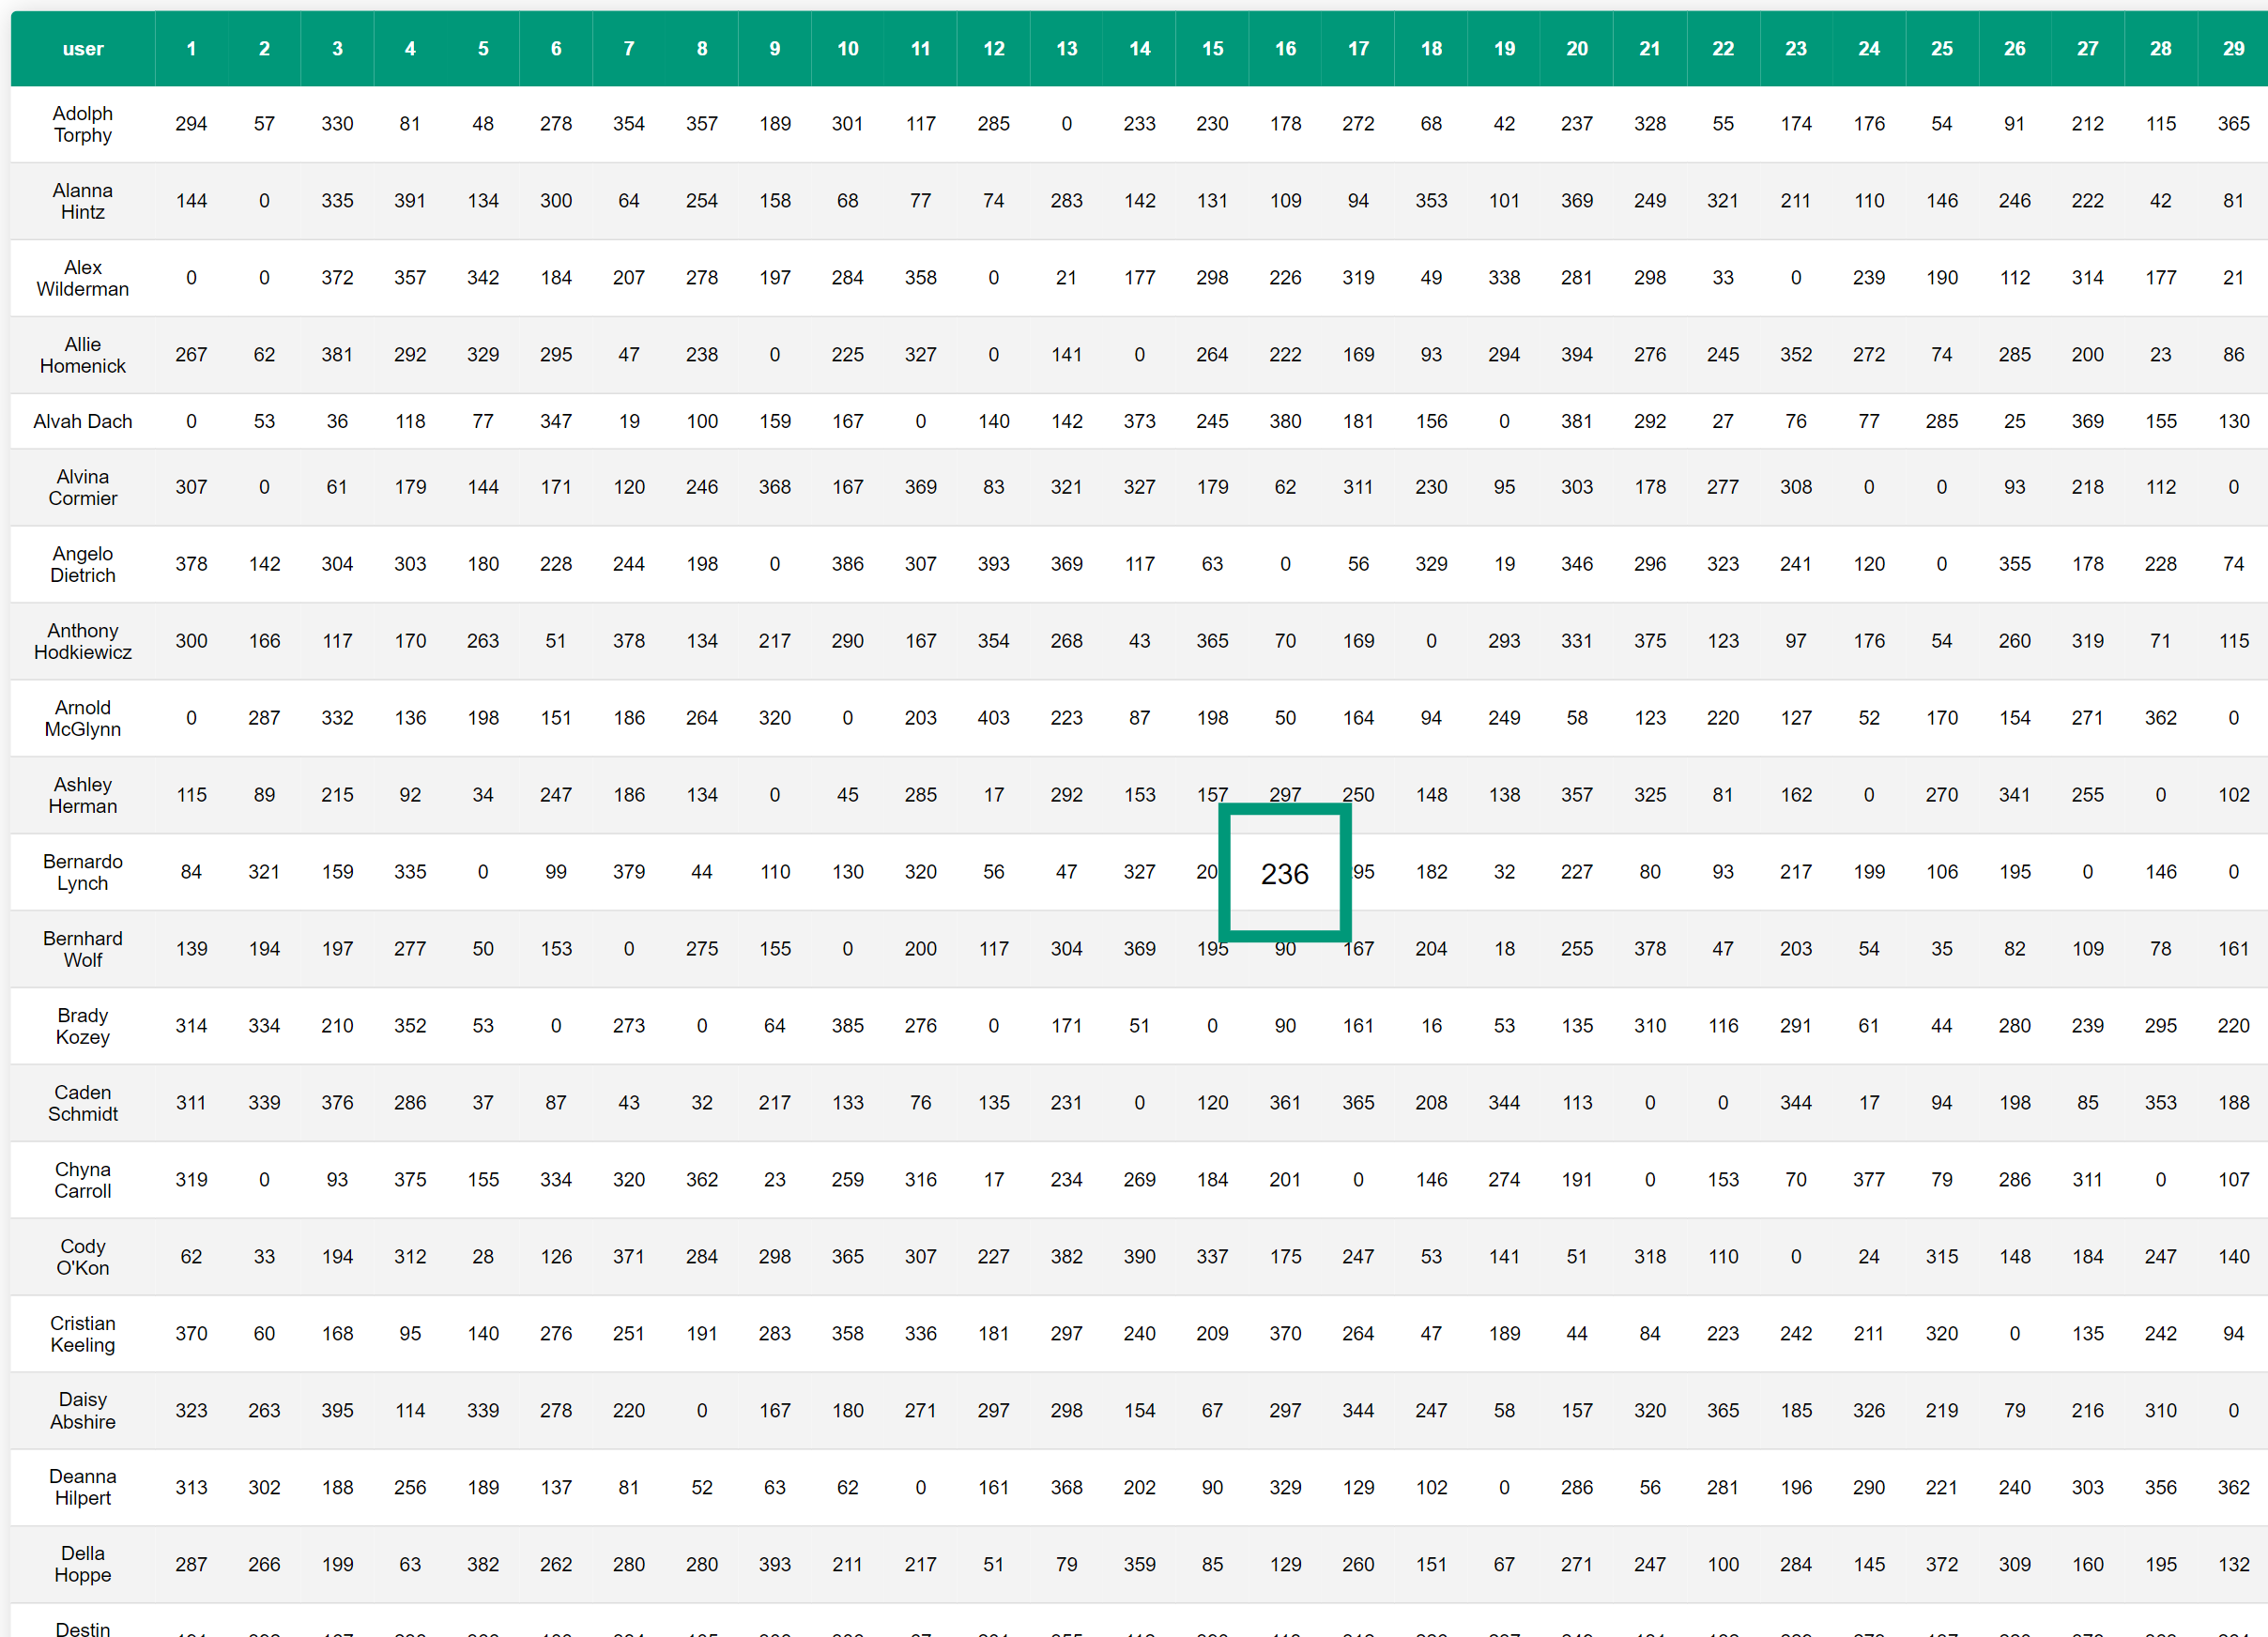 user 1 2 3 4 5 6 7 8 9 10 11 12 13 14 15 16 17 18 19 20 21 22 23 24 25 26 27 28 29
Adolph Torphy 294 57 330 81 48 278 354 357 189 301 117 285 0 233 230 178 272 68 42 237 328 55 174 176 54 91 212 115 365
Alanna Hintz 144 0 335 391 134 300 64 254 158 68 77 74 283 142 131 109 94 353 101 369 249 321 211 110 146 246 222 42 81
Alex Wilderman 0 0 372 357 342 184 207 278 197 284 358 0 21 177 298 226 319 49 338 281 298 33 0 239 190 112 314 177 21
Allie Homenick 267 62 381 292 329 295 47 238 0 225 327 0 141 0 264 222 169 93 294 394 276 245 352 272 74 285 200 23 86
Alvah Dach 0 53 36 118 77 347 19 100 159 167 0 140 142 373 245 380 181 156 0 381 292 27 76 77 285 25 369 155 130
Alvina Cormier 307 0 61 179 144 171 120 246 368 167 369 83 321 327 179 62 311 230 95 303 178 277 308 0 0 93 218 112 0
Angelo Dietrich 378 142 304 303 180 228 244 198 0 386 307 393 369 117 63 0 56 329 19 346 296 323 241 120 0 355 178 228 74
Anthony Hodkiewicz 300 166 117 170 263 51 378 134 217 290 167 354 268 43 365 70 169 0 293 331 375 123 97 176 54 260 319 71 115
Arnold McGlynn 0 287 332 136 198 151 186 264 320 0 203 403 223 87 198 50 164 94 249 58 123 220 127 52 170 154 271 362 0
Ashley Herman 115 89 215 92 34 247 186 134 0 45 285 17 292 153 157 297 250 148 138 357 325 81 162 0 270 341 255 0 102
Bernardo Lynch 84 321 159 335 0 99 379 44 110 130 320 56 47 327 20 236 95 182 32 227 80 93 217 199 106 195 0 146 0
Bernhard Wolf 139 194 197 277 50 153 0 275 155 0 200 117 304 369 195 90 167 204 18 255 378 47 203 54 35 82 109 78 161
Brady Kozey 314 334 210 352 53 0 273 0 64 385 276 0 171 51 0 90 161 16 53 135 310 116 291 61 44 280 239 295 220
Caden Schmidt 311 339 376 286 37 87 43 32 217 133 76 135 231 0 120 361 365 208 344 113 0 0 344 17 94 198 85 353 188
Chyna Carroll 319 0 93 375 155 334 320 362 23 259 316 17 234 269 184 201 0 146 274 191 0 153 70 377 79 286 311 0 107
Cody O'Kon 62 33 194 312 28 126 371 284 298 365 307 227 382 390 337 175 247 53 141 51 318 110 0 24 315 148 184 247 140
Cristian Keeling 370 60 168 95 140 276 251 191 283 358 336 181 297 240 209 370 264 47 189 44 84 223 242 211 320 0 135 242 94
Daisy Abshire 323 263 395 114 339 278 220 0 167 180 271 297 298 154 67 297 344 247 58 157 320 365 185 326 219 79 216 310 0
Deanna Hilpert 313 302 188 256 189 137 81 52 63 62 0 161 368 202 90 329 129 102 0 286 56 281 196 290 221 240 303 356 362
Della Hoppe 287 266 199 63 382 262 280 280 393 211 217 51 79 359 85 129 260 151 67 271 247 100 284 145 372 309 160 195 132
Destin